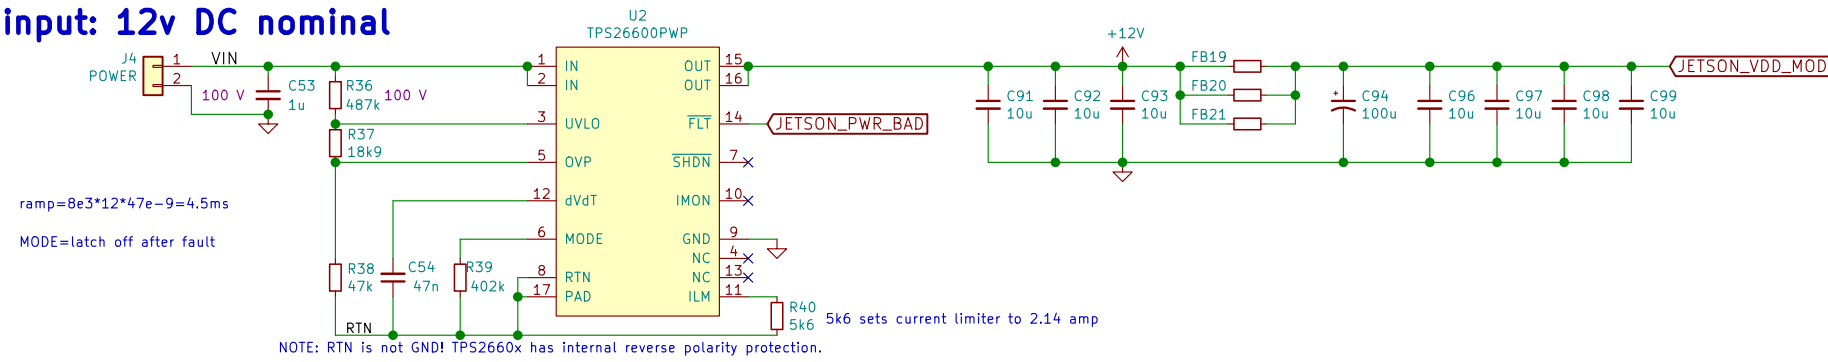 input: 12v DC nominal
J4
POWER
1
2
VIN
100 V
C53
1u
R36
487k
100 V
R37
18k9
R38
47k
C54
47n
R39
402k
RTN
U2
TPS26600PWP
1 IN
2 IN
3 UVLO
5 OVP
12 dVdT
6 MODE
8 RTN
17 PAD
OUT 15
OUT 16
FLT 14
SHDN 7
IMON 10
GND 9
NC 4
NC 13
ILM 11
JETSON_PWR_BAD
R40
5k6
5k6 sets current limiter to 2.14 amp
ramp=8e3*12*47e-9=4.5ms
MODE=latch off after fault
NOTE: RTN is not GND! TPS2660x has internal reverse polarity protection.
+12V
C91
10u
C92
10u
C93
10u
FB19
FB20
FB21
+
C94
100u
C96
10u
C97
10u
C98
10u
C99
10u
JETSON_VDD_MOD